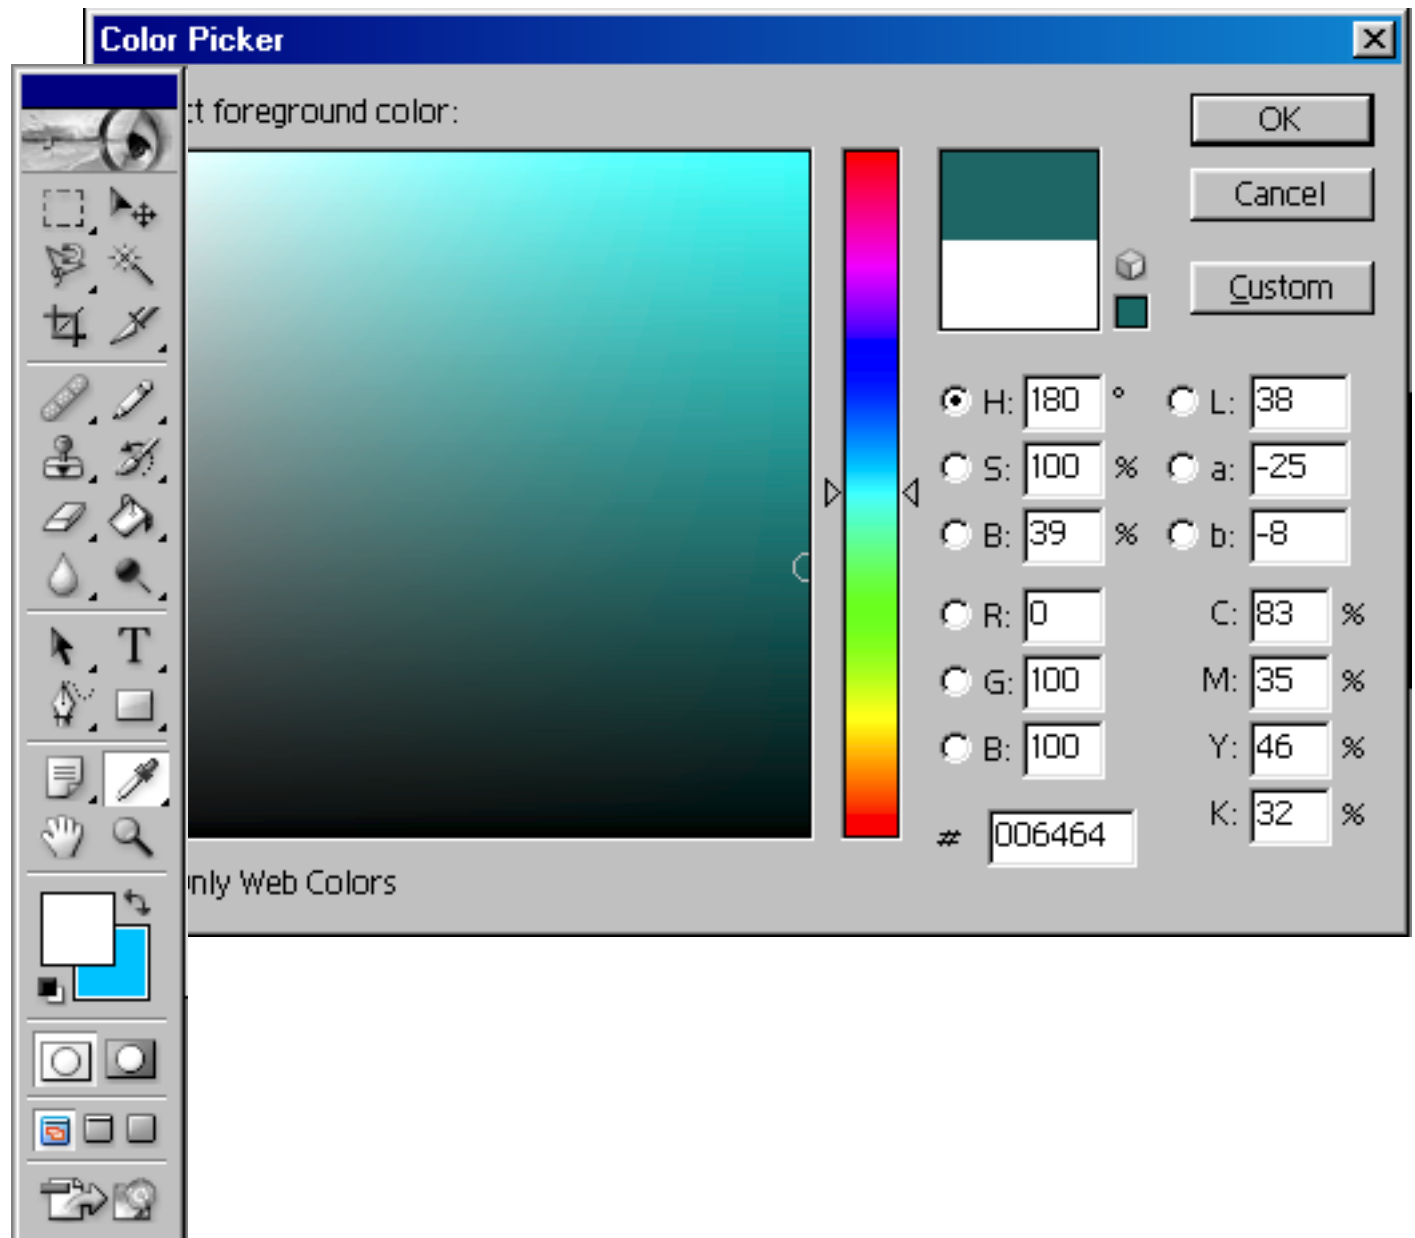 Color Picker
ct foreground color:
OK
Cancel
Custom
H: 180 °
L: 38
S: 100 %
a: -25
B: 39 %
b: -8
R: 0
C: 83 %
G: 100
M: 35 %
B: 100
Y: 46 %
K: 32 %
# 006464
nly Web Colors
T